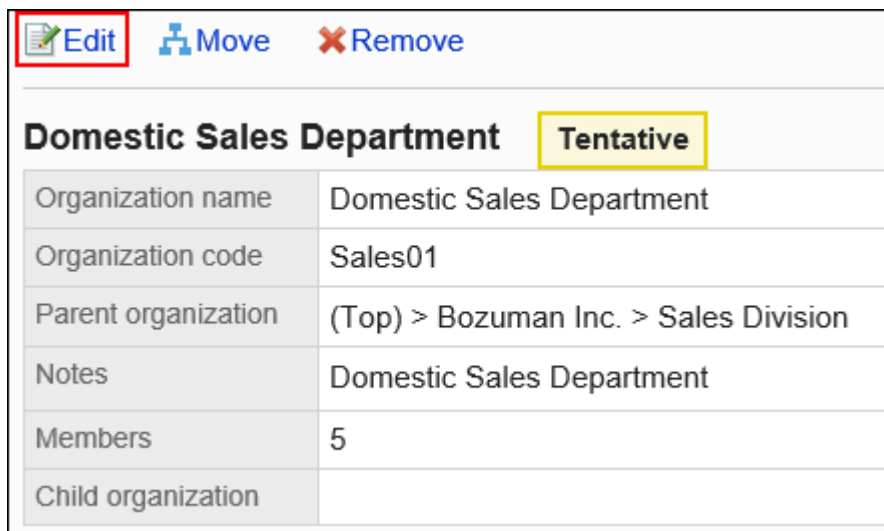 Edit Move Remove
Domestic Sales Department Tentative
Organization name Domestic Sales Department
Organization code Sales01
Parent organization (Top) > Bozuman Inc. > Sales Division
Notes Domestic Sales Department
Members 5
Child organization